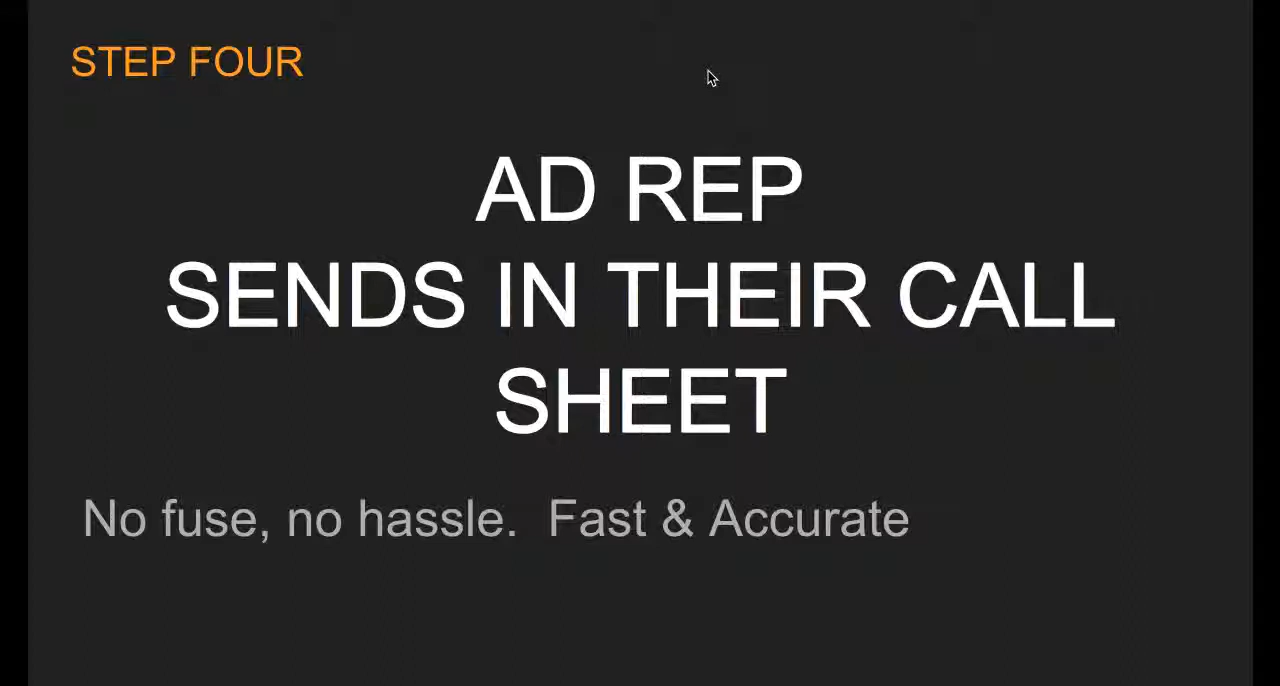 STEP FOUR
AD REP
SENDS IN THEIR CALL
SHEET
No fuse, no hassle.  Fast & Accurate